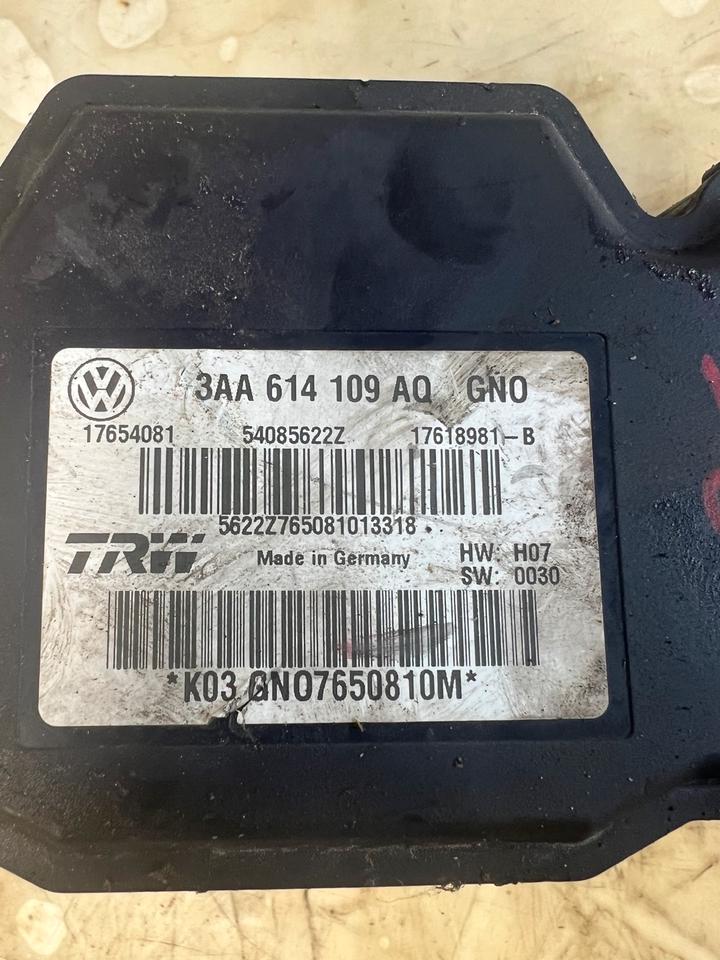 3AA 614 109 AQ GNO
17654081 54085622Z 17618981-B
5622Z765081013318
TRW Made in Germany HW: H07
SW: 0030
*K03 GNO7650810M*